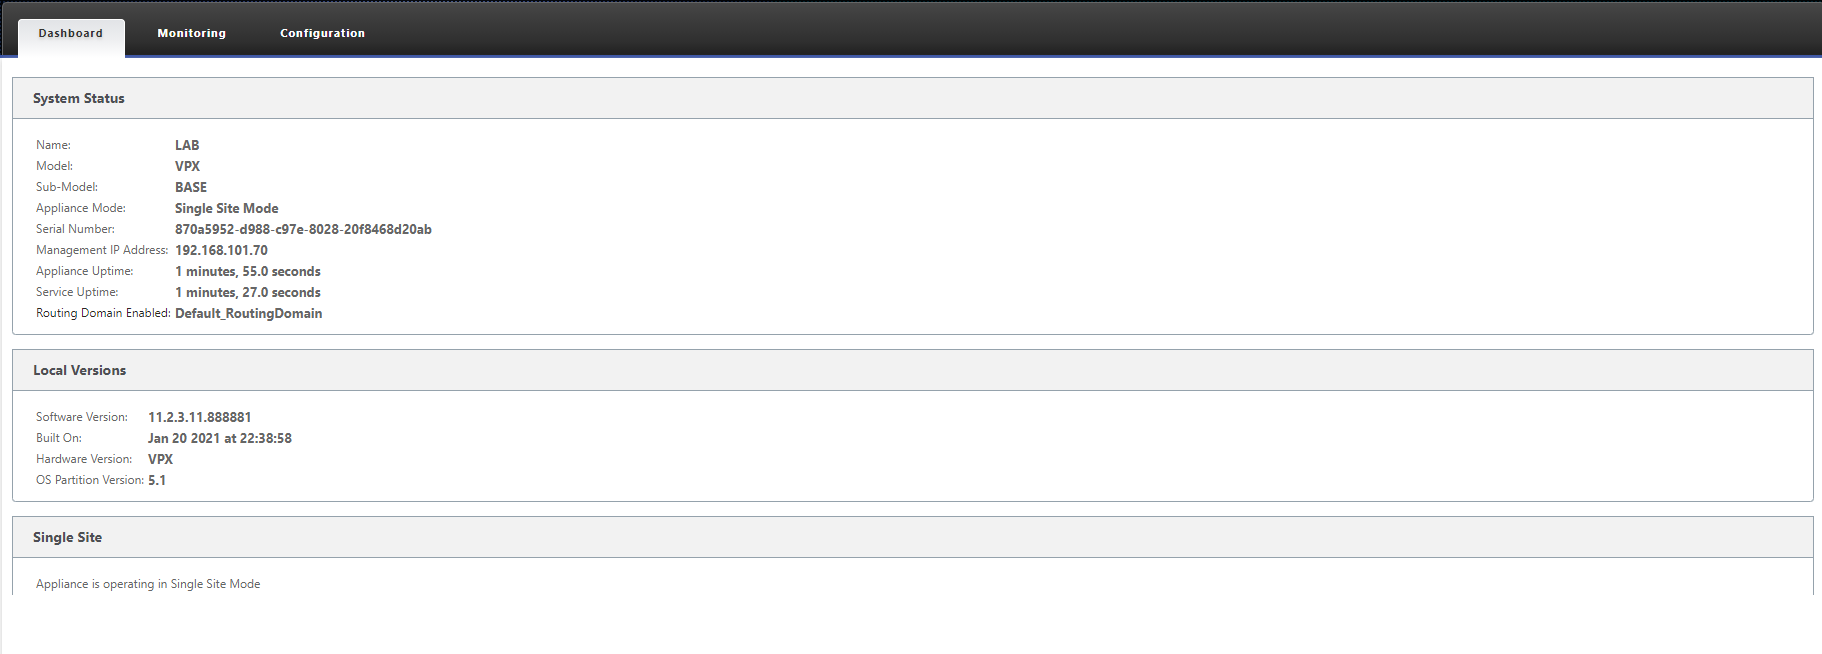 Dashboard Monitoring Configuration
System Status
Name: LAB
Model: VPX
Sub-Model: BASE
Appliance Mode: Single Site Mode
Serial Number: 870a5952-d988-c97e-8028-20f8468d20ab
Management IP Address: 192.168.101.70
Appliance Uptime: 1 minutes, 55.0 seconds
Service Uptime: 1 minutes, 27.0 seconds
Routing Domain Enabled: Default_RoutingDomain
Local Versions
Software Version: 11.2.3.11.888881
Built On: Jan 20 2021 at 22:38:58
Hardware Version: VPX
OS Partition Version: 5.1
Single Site
Appliance is operating in Single Site Mode